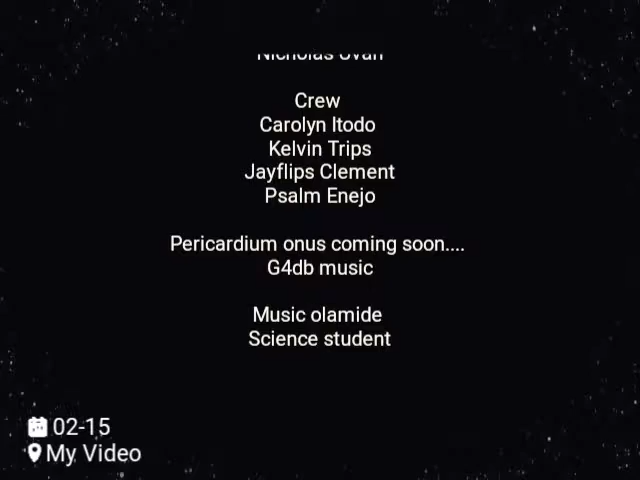 Nicholas
Crew
Carolyn Itodo
Kelvin Trips
Jayflips Clement
Psalm Enejo
Pericardium onus coming soon....
G4db music
Music olamide
Science student
02-15
My Video